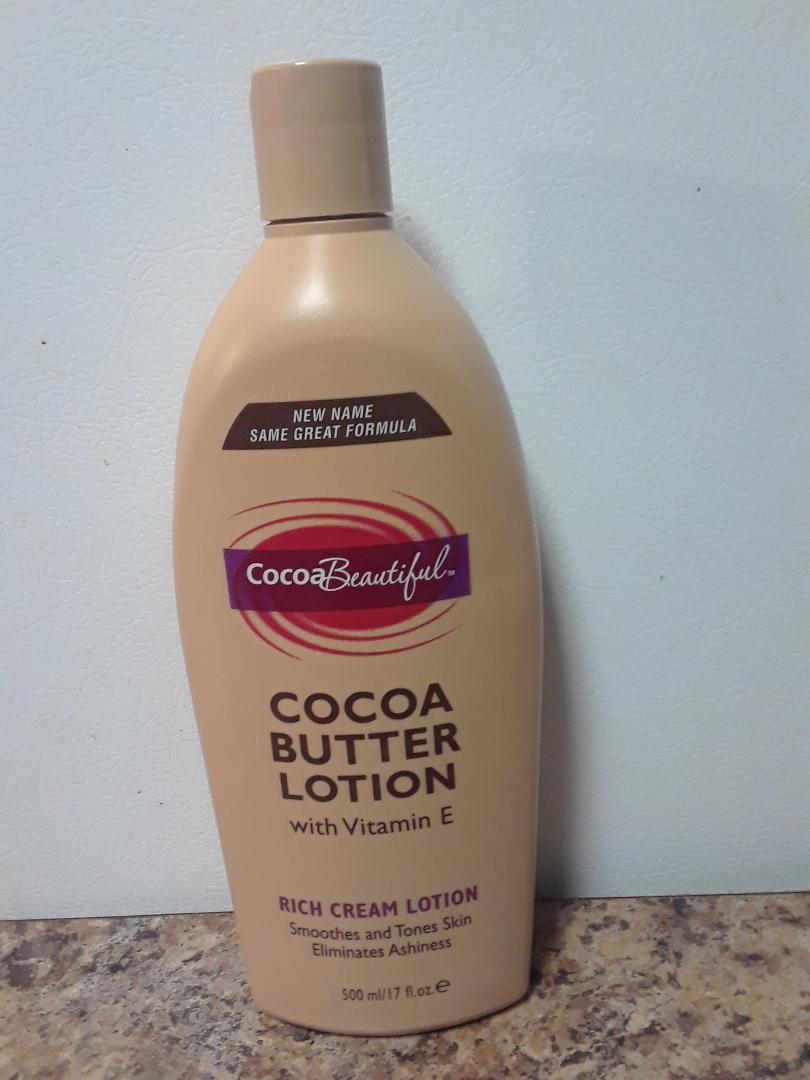 NEW NAME
SAME GREAT FORMULA
CocoaBeautiful™
COCOA
BUTTER
LOTION
with Vitamin E
RICH CREAM LOTION
Smoothes and Tones Skin
Eliminates Ashiness
500 ml/17 fl.oz.℮